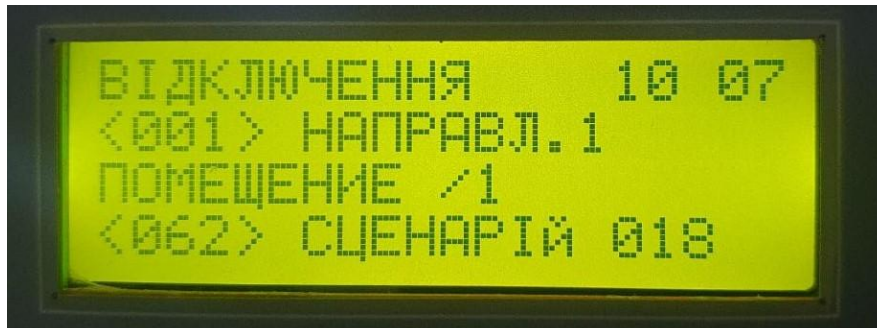 ВІДКЛЮЧЕННЯ 10 07
<001> НАПРАВЛ.1
ПОМЕЩЕНИЕ /1
<062> СЦЕНАРІЙ 018